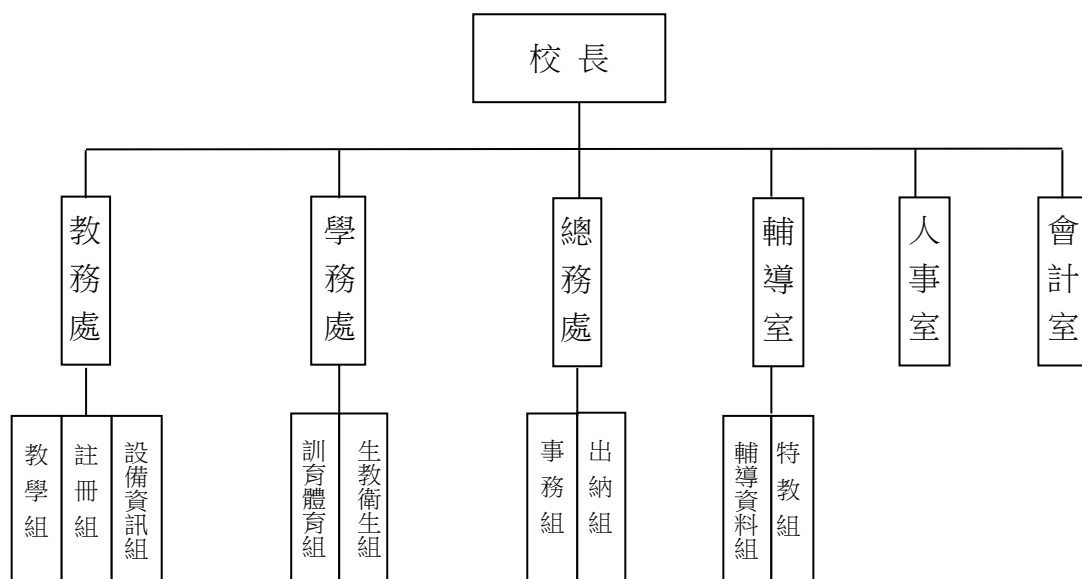 校長
教務處
學務處
總務處
輔導室
人事室
會計室
教學組
註冊組
設備資訊組
訓育體育組
生教衛生組
事務組
出納組
輔導資料組
特教組